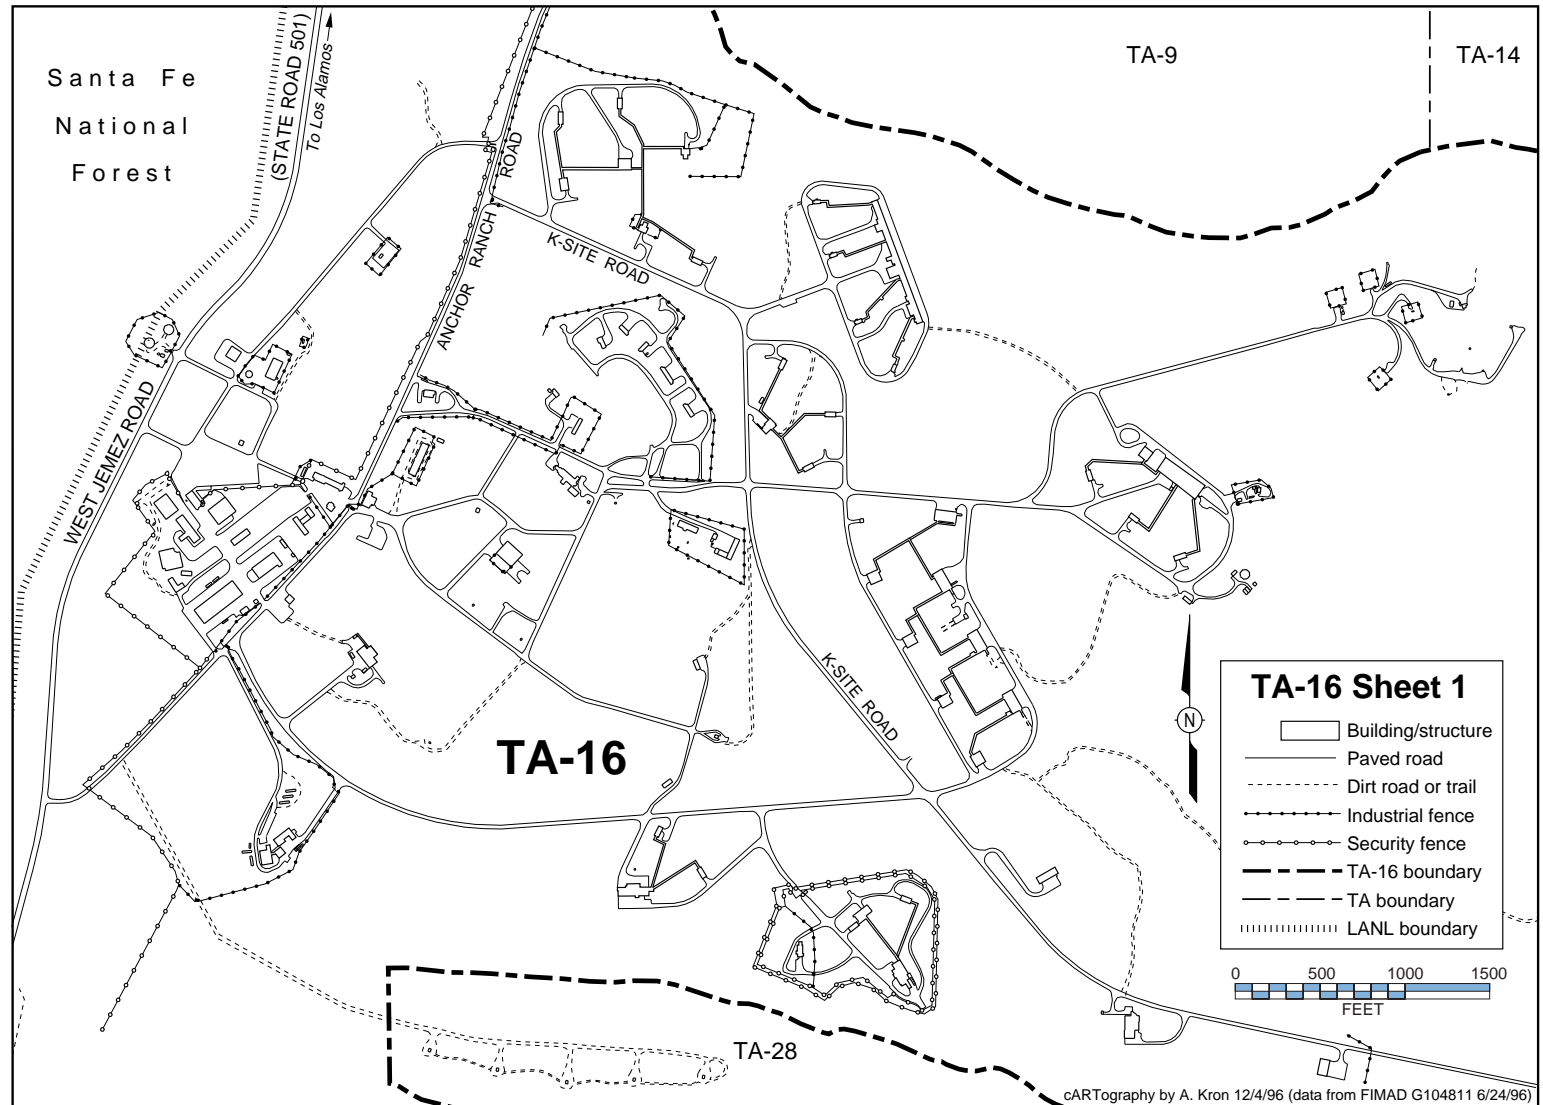 Santa Fe
National
Forest
(STATE ROAD 501)
To Los Alamos
TA-9
TA-14
ANCHOR RANCH ROAD
K-SITE ROAD
WEST JEMEZ ROAD
K-SITE ROAD
TA-16
N
TA-16 Sheet 1
Building/structure
Paved road
Dirt road or trail
Industrial fence
Security fence
TA-16 boundary
TA boundary
LANL boundary
0 500 1000 1500
FEET
TA-28
cARTography by A. Kron 12/4/96 (data from FIMAD G104811 6/24/96)